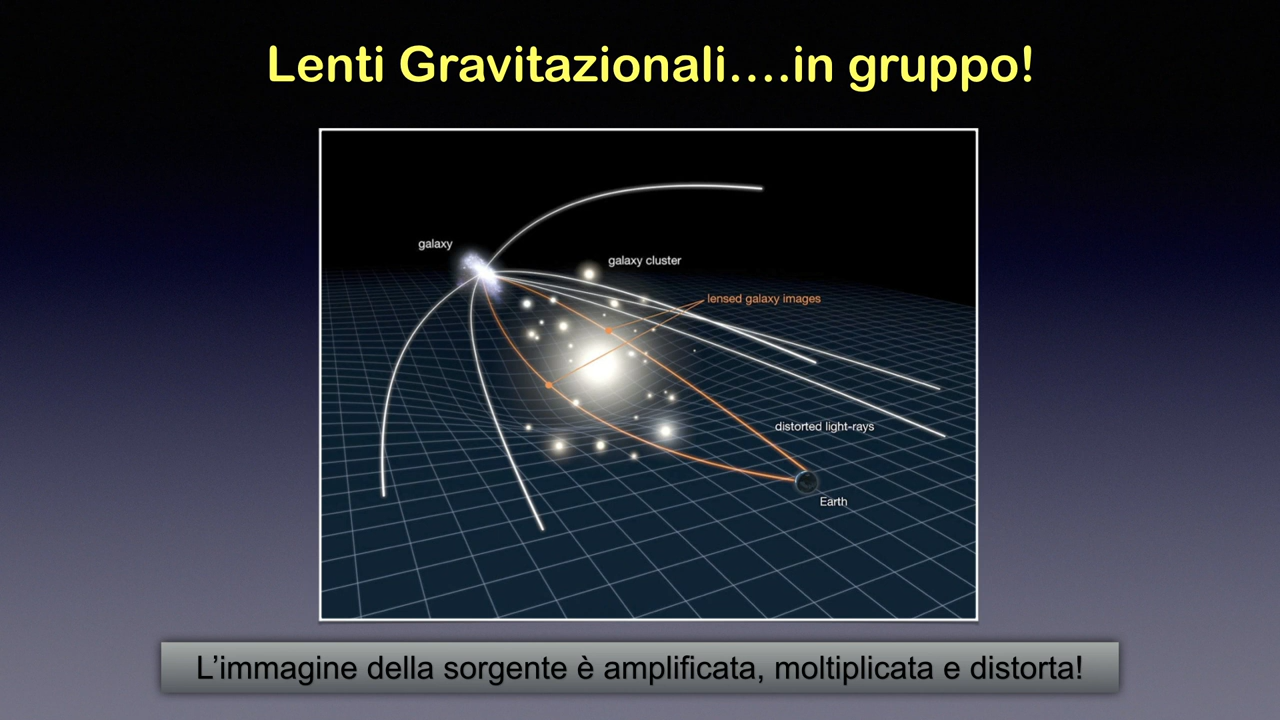 Lenti Gravitazionali....in gruppo!
galaxy
galaxy cluster
lensed galaxy images
distorted light-rays
Earth
L'immagine della sorgente è amplificata, moltiplicata e distorta!